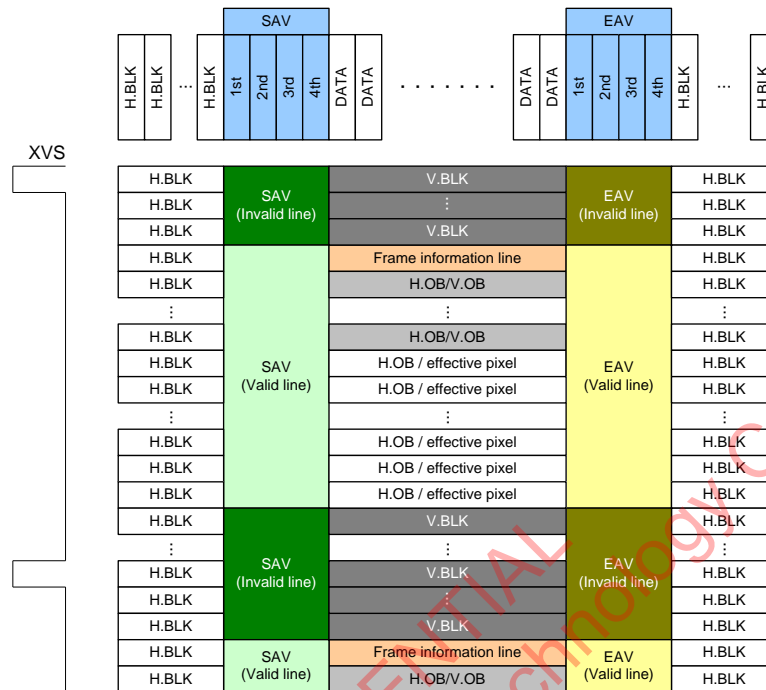 SAV EAV
H.BLK H.BLK ... H.BLK 1st 2nd 3rd 4th DATA DATA . . . . . . . DATA DATA 1st 2nd 3rd 4th H.BLK ... H.BLK
XVS
H.BLK V.BLK H.BLK
SAV EAV
H.BLK (Invalid line) ⋮ (Invalid line) H.BLK
H.BLK V.BLK H.BLK
H.BLK Frame information line H.BLK
H.BLK H.OB/V.OB H.BLK
⋮ ⋮ ⋮
H.BLK H.OB/V.OB H.BLK
H.BLK SAV H.OB / effective pixel EAV H.BLK
H.BLK (Valid line) H.OB / effective pixel (Valid line) H.BLK
⋮ ⋮ ⋮
H.BLK H.OB / effective pixel H.BLK
H.BLK H.OB / effective pixel H.BLK
H.BLK H.OB / effective pixel H.BLK
H.BLK V.BLK H.BLK
⋮ SAV ⋮ EAV ⋮
H.BLK (Invalid line) V.BLK (Invalid line) H.BLK
H.BLK ⋮ H.BLK
H.BLK V.BLK H.BLK
H.BLK SAV Frame information line EAV H.BLK
H.BLK (Valid line) H.OB/V.OB (Valid line) H.BLK